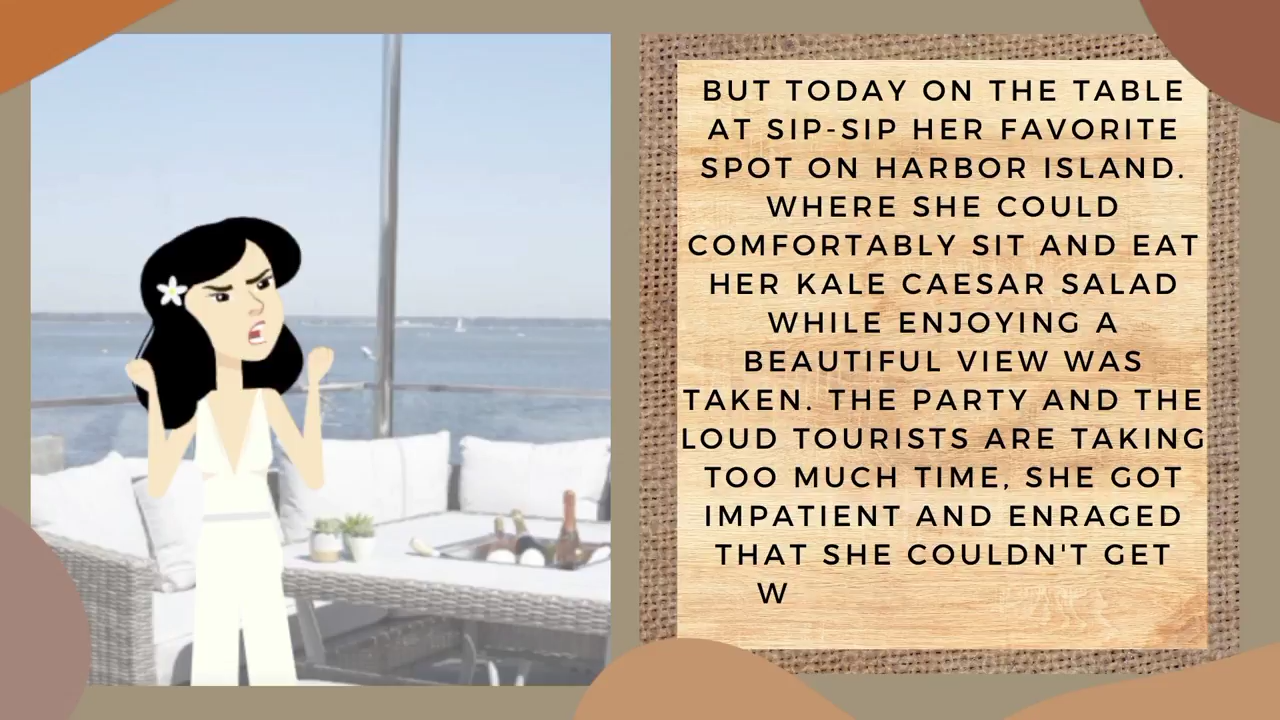 BUT TODAY ON THE TABLE
AT SIP-SIP HER FAVORITE
SPOT ON HARBOR ISLAND.
WHERE SHE COULD
COMFORTABLY SIT AND EAT
HER KALE CAESAR SALAD
WHILE ENJOYING A
BEAUTIFUL VIEW WAS
TAKEN. THE PARTY AND THE
LOUD TOURISTS ARE TAKING
TOO MUCH TIME, SHE GOT
IMPATIENT AND ENRAGED
THAT SHE COULDN'T GET
W